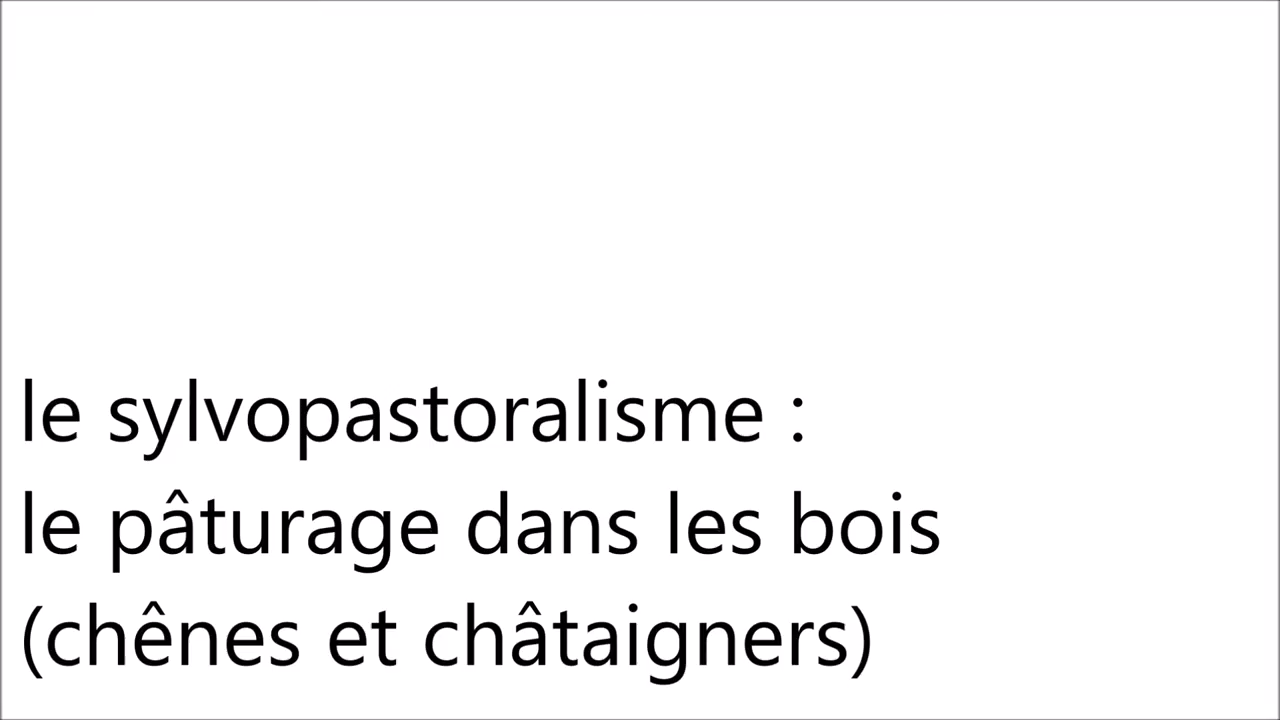 le sylvopastoralisme :
le pâturage dans les bois
(chênes et châtaigners)